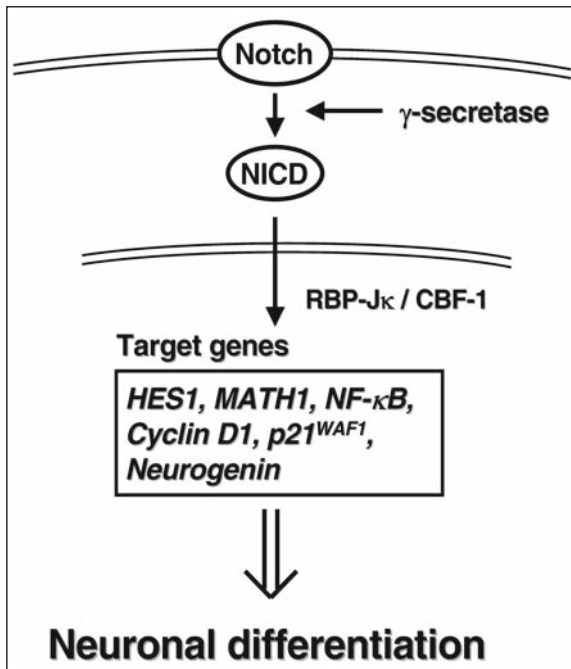 Notch
γ-secretase
NICD
RBP-Jκ / CBF-1
Target genes
HES1, MATH1, NF-κB,
Cyclin D1, p21WAF1,
Neurogenin
Neuronal differentiation